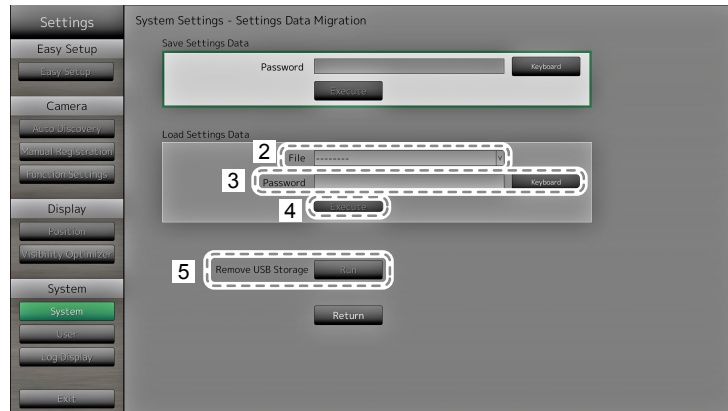 Settings
System Settings - Settings Data Migration
Easy Setup
Easy Setup
Save Settings Data
Password
Keyboard
Execute
Camera
Auto Discovery
Manual Registration
Function Settings
Load Settings Data
2
File
--------
3
Password
Keyboard
4
Execute
Display
Position
Visibility Optimizer
5
Remove USB Storage
Run
System
System
User
Log Display
Return
Exit